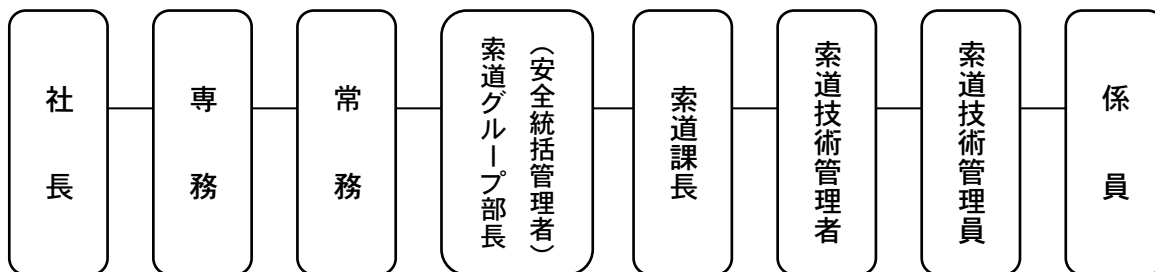 社長
専務
常務
（安全統括管理者）
索道グループ部長
索道課長
索道技術管理者
索道技術管理員
係員